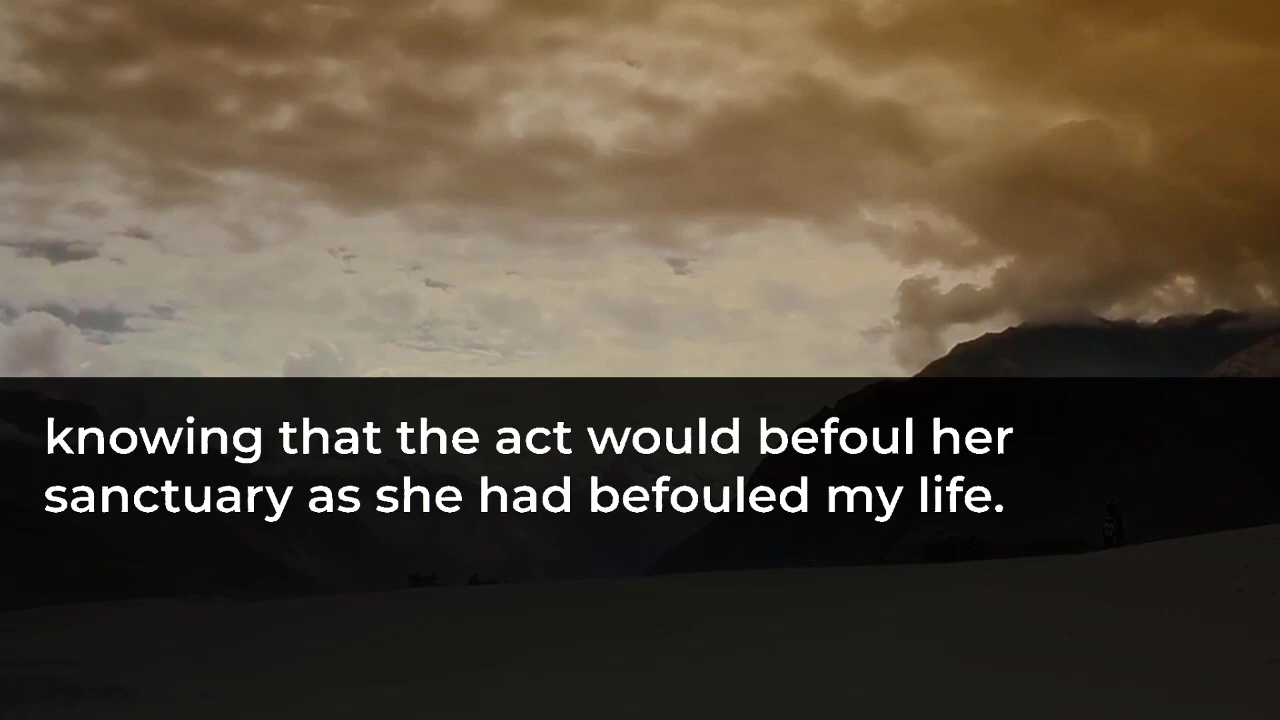 knowing that the act would befoul her
sanctuary as she had befouled my life.